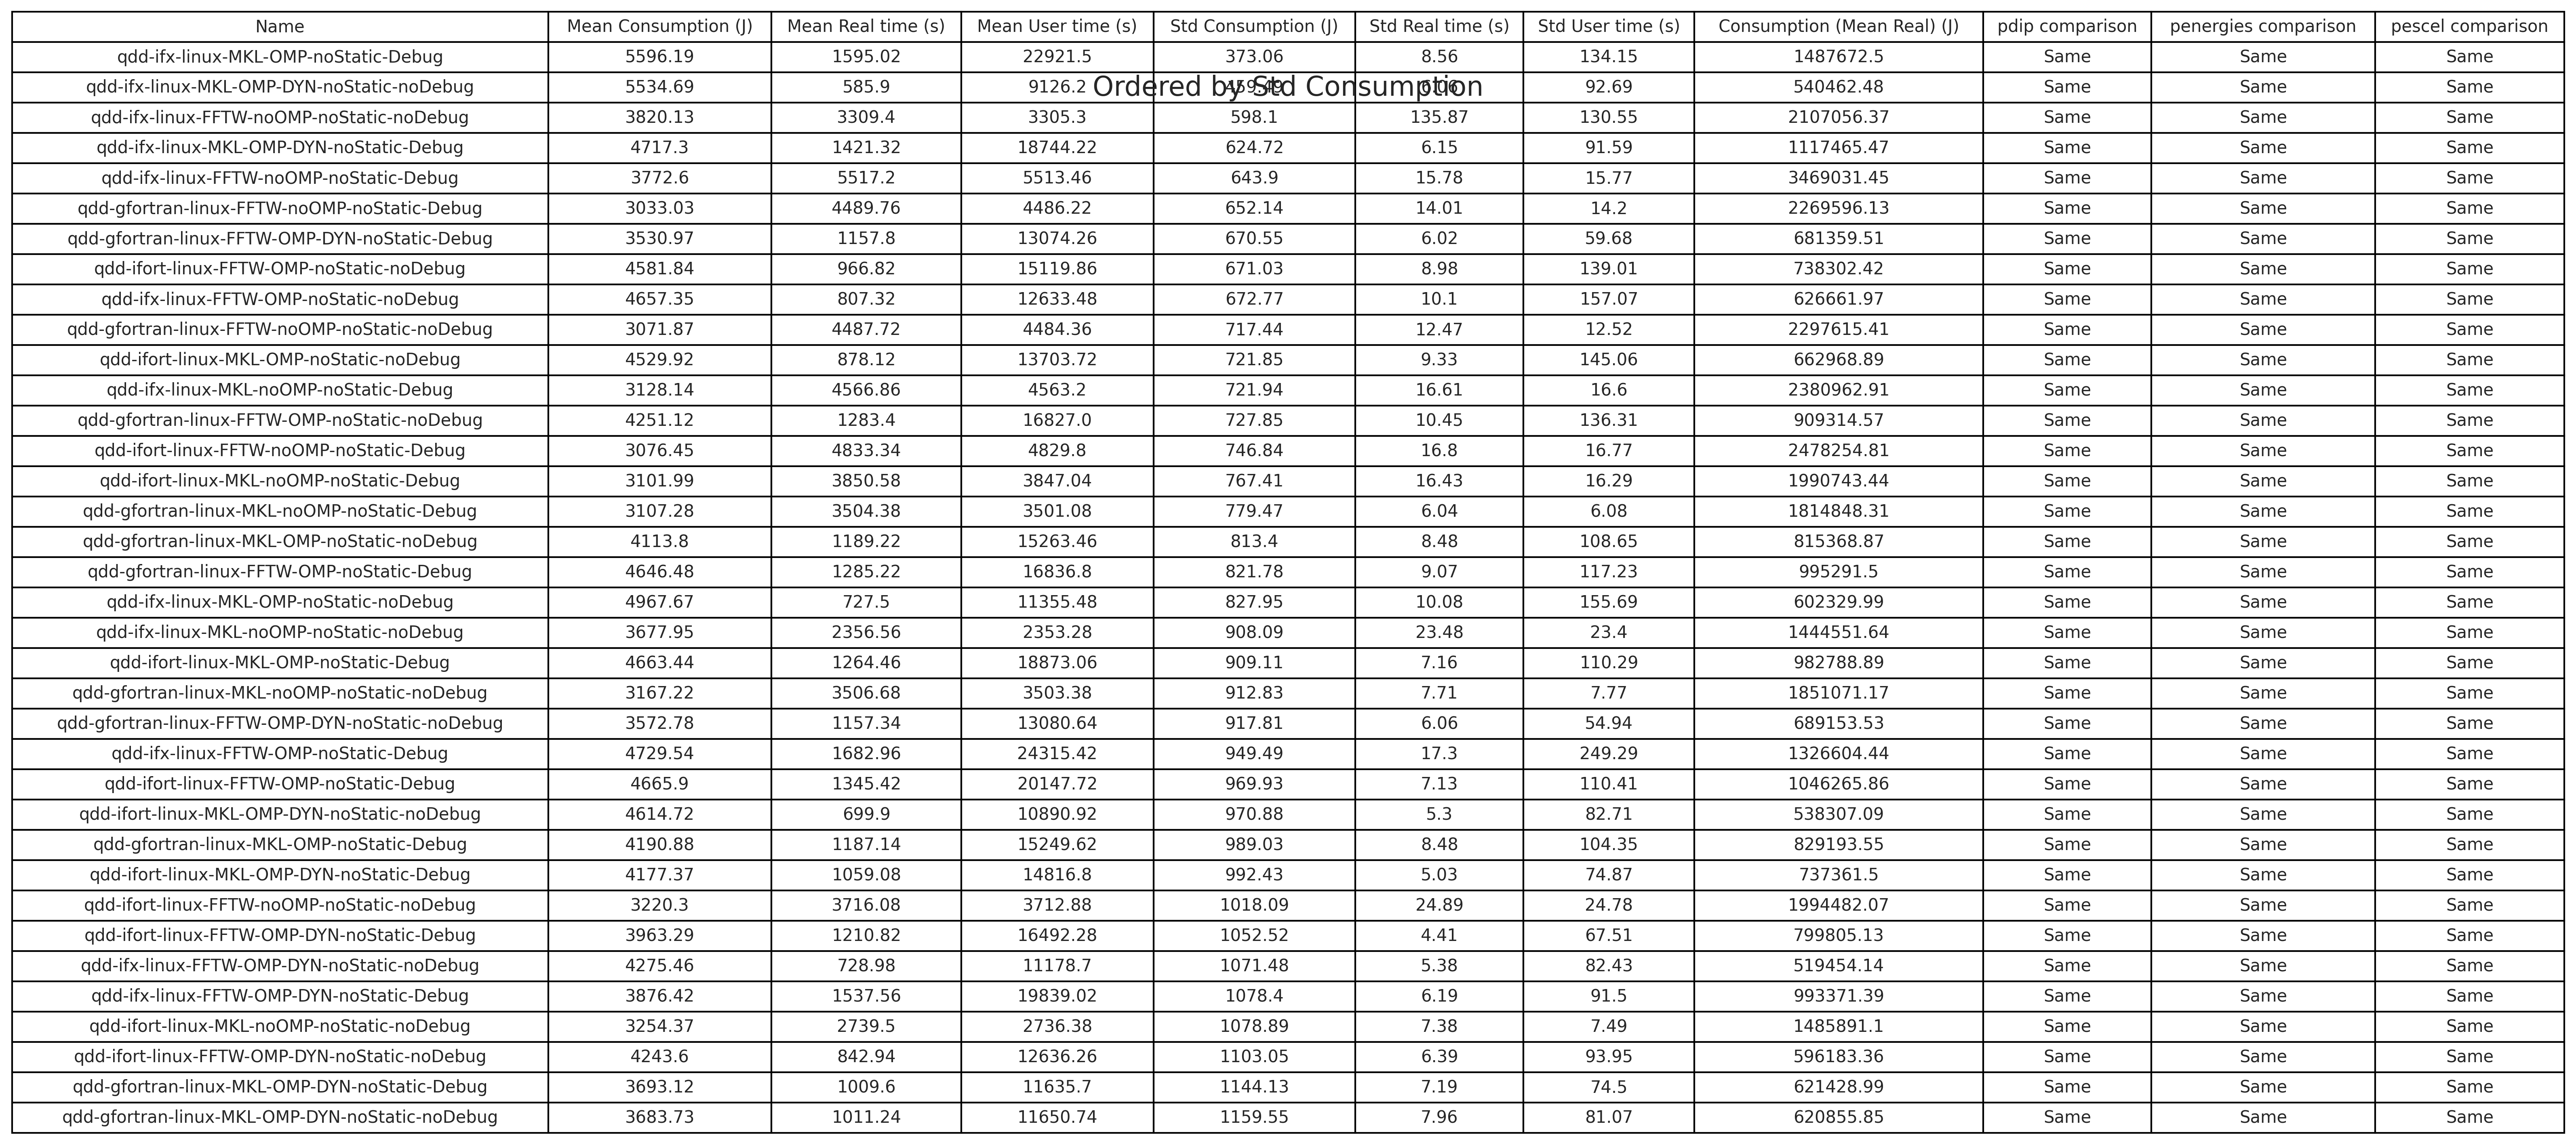 Name Mean Consumption (J) Mean Real time (s) Mean User time (s) Std Consumption (J) Std Real time (s) Std User time (s) Consumption (Mean Real) (J) pdip comparison penergies comparison pescel comparison
qdd-ifx-linux-MKL-OMP-noStatic-Debug 5596.19 1595.02 22921.5 373.06 8.56 134.15 1487672.5 Same Same Same
Ordered by Std Consumption
qdd-ifx-linux-MKL-OMP-DYN-noStatic-noDebug 5534.69 585.9 9126.2 459.49 6.06 92.69 540462.48 Same Same Same
qdd-ifx-linux-FFTW-noOMP-noStatic-noDebug 3820.13 3309.4 3305.3 598.1 135.87 130.55 2107056.37 Same Same Same
qdd-ifx-linux-MKL-OMP-DYN-noStatic-Debug 4717.3 1421.32 18744.22 624.72 6.15 91.59 1117465.47 Same Same Same
qdd-ifx-linux-FFTW-noOMP-noStatic-Debug 3772.6 5517.2 5513.46 643.9 15.78 15.77 3469031.45 Same Same Same
qdd-gfortran-linux-FFTW-noOMP-noStatic-Debug 3033.03 4489.76 4486.22 652.14 14.01 14.2 2269596.13 Same Same Same
qdd-gfortran-linux-FFTW-OMP-DYN-noStatic-Debug 3530.97 1157.8 13074.26 670.55 6.02 59.68 681359.51 Same Same Same
qdd-ifort-linux-FFTW-OMP-noStatic-noDebug 4581.84 966.82 15119.86 671.03 8.98 139.01 738302.42 Same Same Same
qdd-ifx-linux-FFTW-OMP-noStatic-noDebug 4657.35 807.32 12633.48 672.77 10.1 157.07 626661.97 Same Same Same
qdd-gfortran-linux-FFTW-noOMP-noStatic-noDebug 3071.87 4487.72 4484.36 717.44 12.47 12.52 2297615.41 Same Same Same
qdd-ifort-linux-MKL-OMP-noStatic-noDebug 4529.92 878.12 13703.72 721.85 9.33 145.06 662968.89 Same Same Same
qdd-ifx-linux-MKL-noOMP-noStatic-Debug 3128.14 4566.86 4563.2 721.94 16.61 16.6 2380962.91 Same Same Same
qdd-gfortran-linux-FFTW-OMP-noStatic-noDebug 4251.12 1283.4 16827.0 727.85 10.45 136.31 909314.57 Same Same Same
qdd-ifort-linux-FFTW-noOMP-noStatic-Debug 3076.45 4833.34 4829.8 746.84 16.8 16.77 2478254.81 Same Same Same
qdd-ifort-linux-MKL-noOMP-noStatic-Debug 3101.99 3850.58 3847.04 767.41 16.43 16.29 1990743.44 Same Same Same
qdd-gfortran-linux-MKL-noOMP-noStatic-Debug 3107.28 3504.38 3501.08 779.47 6.04 6.08 1814848.31 Same Same Same
qdd-gfortran-linux-MKL-OMP-noStatic-noDebug 4113.8 1189.22 15263.46 813.4 8.48 108.65 815368.87 Same Same Same
qdd-gfortran-linux-FFTW-OMP-noStatic-Debug 4646.48 1285.22 16836.8 821.78 9.07 117.23 995291.5 Same Same Same
qdd-ifx-linux-MKL-OMP-noStatic-noDebug 4967.67 727.5 11355.48 827.95 10.08 155.69 602329.99 Same Same Same
qdd-ifx-linux-MKL-noOMP-noStatic-noDebug 3677.95 2356.56 2353.28 908.09 23.48 23.4 1444551.64 Same Same Same
qdd-ifort-linux-MKL-OMP-noStatic-Debug 4663.44 1264.46 18873.06 909.11 7.16 110.29 982788.89 Same Same Same
qdd-gfortran-linux-MKL-noOMP-noStatic-noDebug 3167.22 3506.68 3503.38 912.83 7.71 7.77 1851071.17 Same Same Same
qdd-gfortran-linux-FFTW-OMP-DYN-noStatic-noDebug 3572.78 1157.34 13080.64 917.81 6.06 54.94 689153.53 Same Same Same
qdd-ifx-linux-FFTW-OMP-noStatic-Debug 4729.54 1682.96 24315.42 949.49 17.3 249.29 1326604.44 Same Same Same
qdd-ifort-linux-FFTW-OMP-noStatic-Debug 4665.9 1345.42 20147.72 969.93 7.13 110.41 1046265.86 Same Same Same
qdd-ifort-linux-MKL-OMP-DYN-noStatic-noDebug 4614.72 699.9 10890.92 970.88 5.3 82.71 538307.09 Same Same Same
qdd-gfortran-linux-MKL-OMP-noStatic-Debug 4190.88 1187.14 15249.62 989.03 8.48 104.35 829193.55 Same Same Same
qdd-ifort-linux-MKL-OMP-DYN-noStatic-Debug 4177.37 1059.08 14816.8 992.43 5.03 74.87 737361.5 Same Same Same
qdd-ifort-linux-FFTW-noOMP-noStatic-noDebug 3220.3 3716.08 3712.88 1018.09 24.89 24.78 1994482.07 Same Same Same
qdd-ifort-linux-FFTW-OMP-DYN-noStatic-Debug 3963.29 1210.82 16492.28 1052.52 4.41 67.51 799805.13 Same Same Same
qdd-ifx-linux-FFTW-OMP-DYN-noStatic-noDebug 4275.46 728.98 11178.7 1071.48 5.38 82.43 519454.14 Same Same Same
qdd-ifx-linux-FFTW-OMP-DYN-noStatic-Debug 3876.42 1537.56 19839.02 1078.4 6.19 91.5 993371.39 Same Same Same
qdd-ifort-linux-MKL-noOMP-noStatic-noDebug 3254.37 2739.5 2736.38 1078.89 7.38 7.49 1485891.1 Same Same Same
qdd-ifort-linux-FFTW-OMP-DYN-noStatic-noDebug 4243.6 842.94 12636.26 1103.05 6.39 93.95 596183.36 Same Same Same
qdd-gfortran-linux-MKL-OMP-DYN-noStatic-Debug 3693.12 1009.6 11635.7 1144.13 7.19 74.5 621428.99 Same Same Same
qdd-gfortran-linux-MKL-OMP-DYN-noStatic-noDebug 3683.73 1011.24 11650.74 1159.55 7.96 81.07 620855.85 Same Same Same